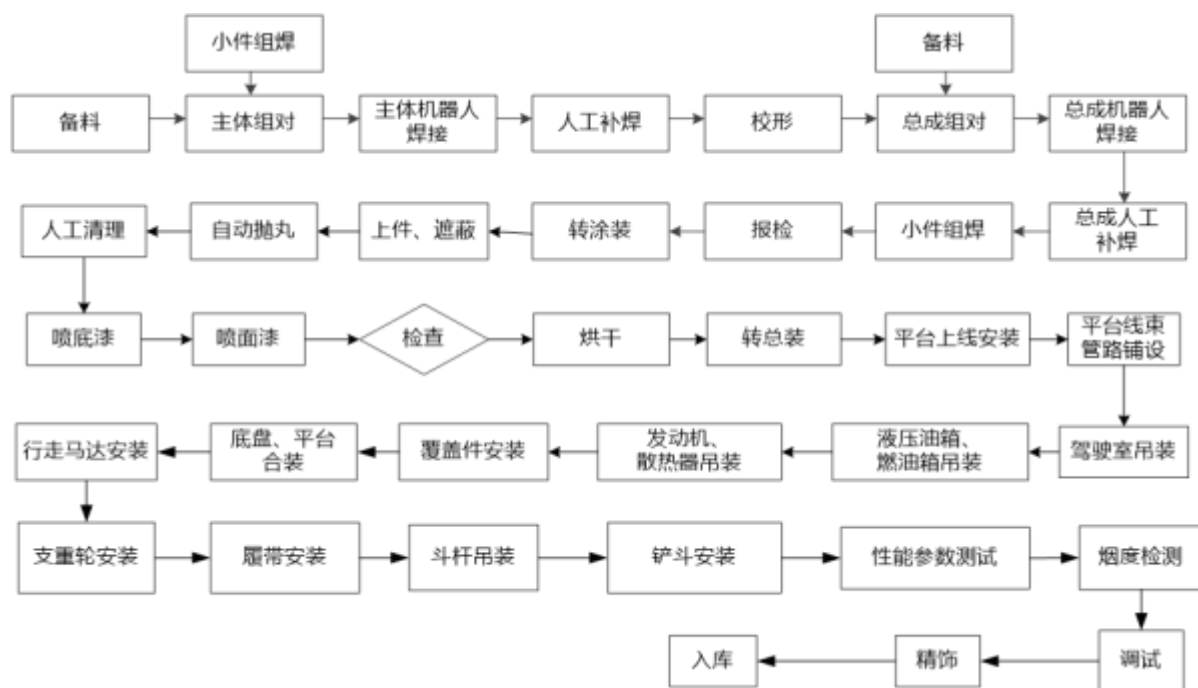 小件组焊
备料
备料
主体组对
主体机器人
焊接
人工补焊
校形
总成组对
总成机器人
焊接
人工清理
自动抛丸
上件、遮蔽
转涂装
报检
小件组焊
总成人工
补焊
喷底漆
喷面漆
检查
烘干
转总装
平台上线安装
平台线束
管路铺设
行走马达安装
底盘、平台
合装
覆盖件安装
发动机、
散热器吊装
液压油箱、
燃油箱吊装
驾驶室吊装
支重轮安装
履带安装
斗杆吊装
铲斗安装
性能参数测试
烟度检测
入库
精饰
调试